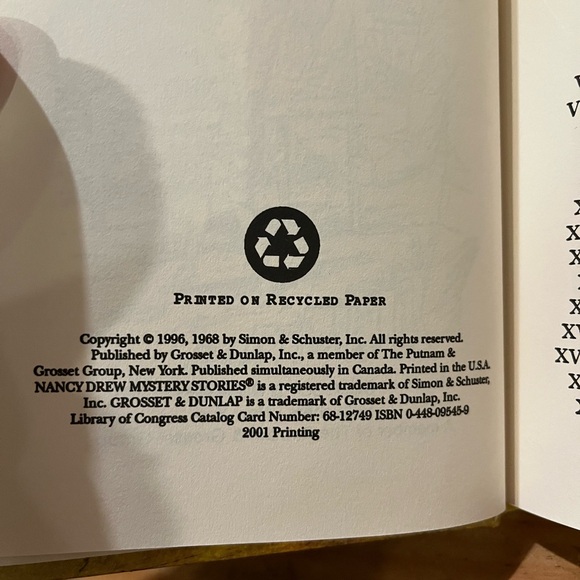 PRINTED ON RECYCLED PAPER
Copyright © 1996, 1968 by Simon & Schuster, Inc. All rights reserved.
Published by Grosset & Dunlap, Inc., a member of The Putnam &
Grosset Group, New York. Published simultaneously in Canada. Printed in the U.S.A.
NANCY DREW MYSTERY STORIES® is a registered trademark of Simon & Schuster,
Inc. GROSSET & DUNLAP is a trademark of Grosset & Dunlap, Inc.
Library of Congress Catalog Card Number: 68-12749 ISBN 0-448-09545-9
2001 Printing